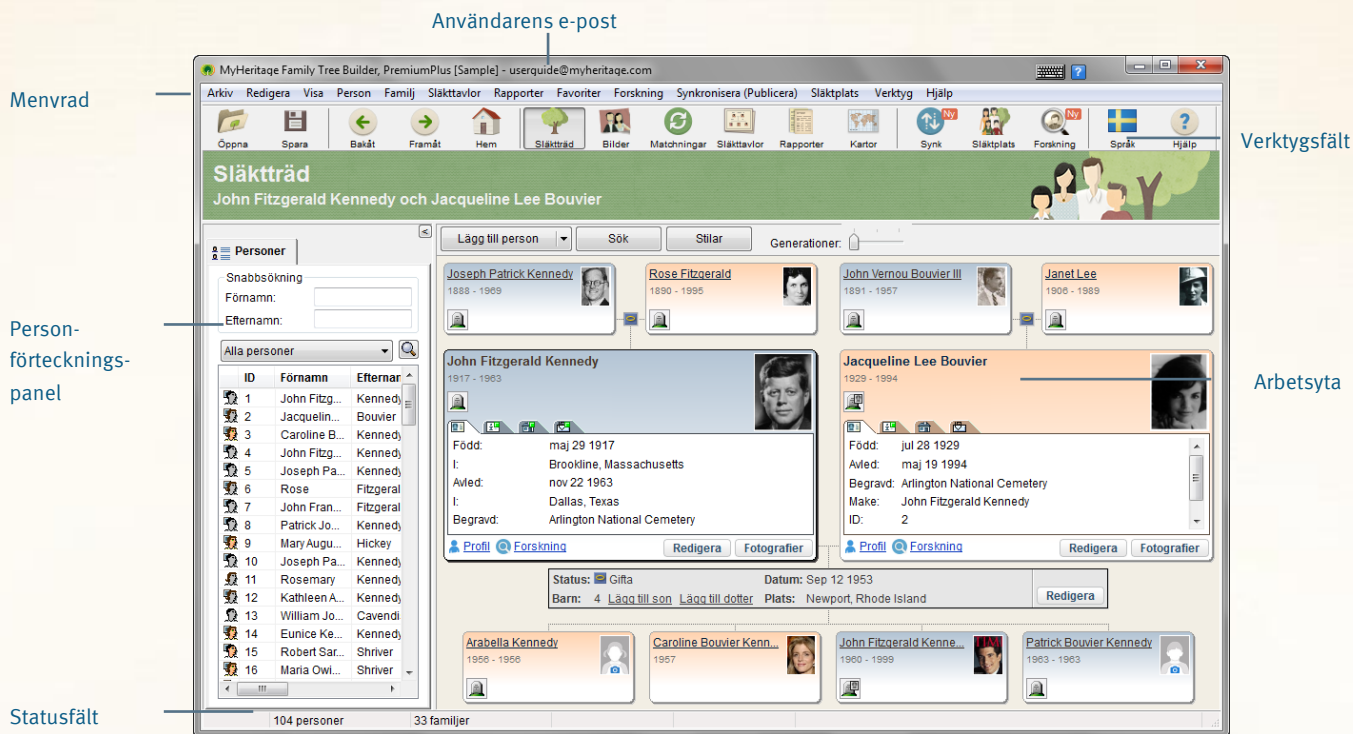 Användarens e-post
MyHeritage Family Tree Builder, PremiumPlus [Sample] - userguide@myheritage.com
Menyrad
Arkiv Redigera Visa Person Familj Släkttavlor Rapporter Favoriter Forskning Synkronisera (Publicera) Släktplats Verktyg Hjälp
Ny Ny
Öppna Spara Bakåt Framåt Hem Släktträd Bilder Matchningar Släkttavlor Rapporter Kartor Synk Släktplats Forskning Språk Hjälp
Verktygsfält
Släktträd
John Fitzgerald Kennedy och Jacqueline Lee Bouvier
Personer
Lägg till person Sök Stilar Generationer:
Snabbsökning
Förnamn:
Efternamn:
Person-
förtecknings-
panel
Alla personer
ID Förnamn Efternar
1 John Fitzg... Kennedy
2 Jacquelin... Bouvier
3 Caroline B... Kennedy
4 John Fitzg... Kennedy
5 Joseph Pa... Kennedy
6 Rose Fitzgeral
7 John Fran... Fitzgeral
8 Patrick Jo... Kennedy
9 Mary Augu... Hickey
10 Joseph Pa... Kennedy
11 Rosemary Kennedy
12 Kathleen A... Kennedy
13 William Jo... Cavendi
14 Eunice Ke... Kennedy
15 Robert Sar... Shriver
16 Maria Owi... Shriver
Joseph Patrick Kennedy
1888 - 1969
Rose Fitzgerald
1890 - 1995
John Vernou Bouvier III
1891 - 1957
Janet Lee
1906 - 1989
John Fitzgerald Kennedy
1917 - 1963
Född: maj 29 1917
I: Brookline, Massachusetts
Avled: nov 22 1963
I: Dallas, Texas
Begravd: Arlington National Cemetery
Profil Forskning Redigera Fotografier
Jacqueline Lee Bouvier
1929 - 1994
Arbetsyta
Född: jul 28 1929
Avled: maj 19 1994
Begravd: Arlington National Cemetery
Make: John Fitzgerald Kennedy
ID: 2
Profil Forskning Redigera Fotografier
Status: Gifta Datum: Sep 12 1953
Barn: 4 Lägg till son Lägg till dotter Plats: Newport, Rhode Island
Redigera
Arabella Kennedy
1956 - 1956
Caroline Bouvier Kenn...
1957
John Fitzgerald Kenne...
1960 - 1999
TIME
Patrick Bouvier Kennedy
1963 - 1963
Statusfält
104 personer 33 familjer